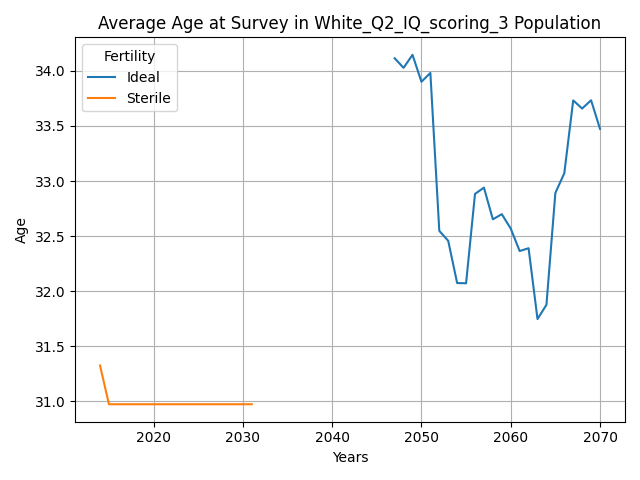 Average Age at Survey in White_Q2_IQ_scoring_3 Population
Fertility
Ideal
Sterile
34.0
33.5
33.0
32.5
32.0
31.5
31.0
Age
2020 2030 2040 2050 2060 2070
Years